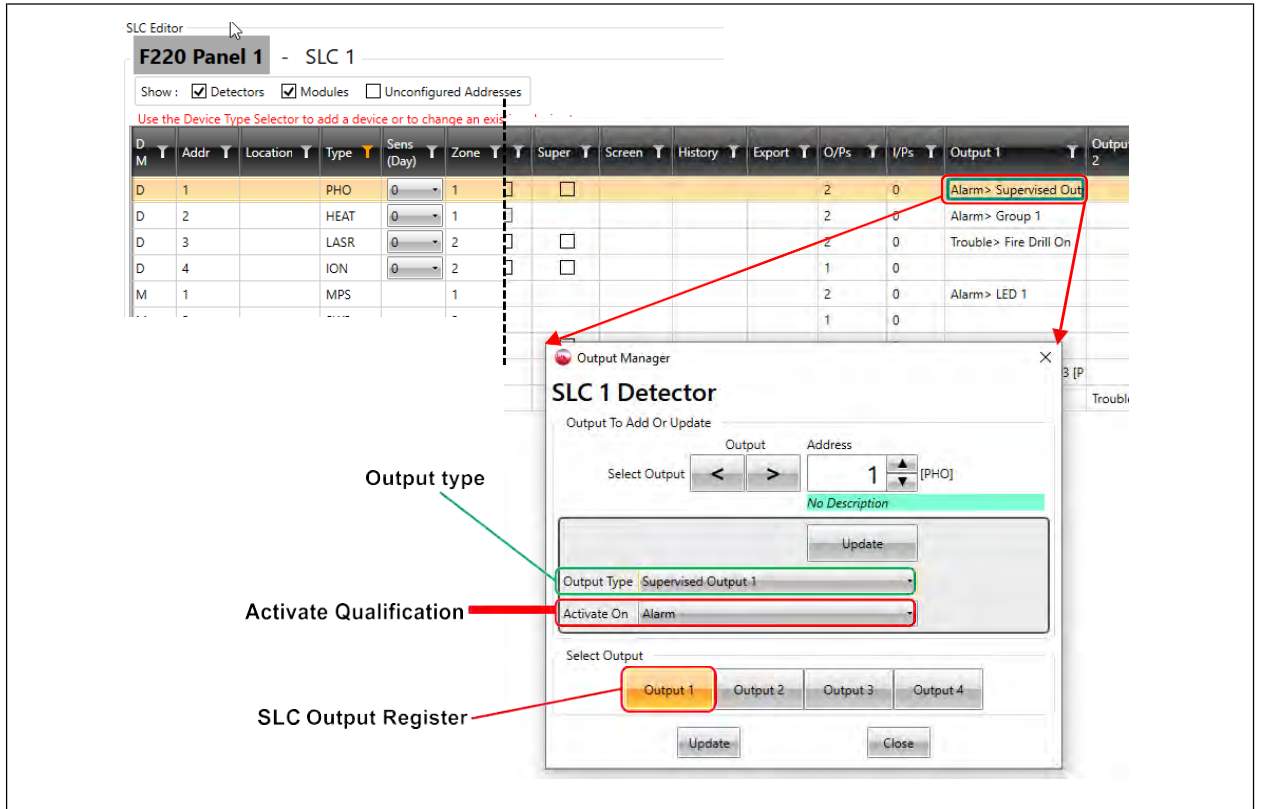 SLC Editor
F220 Panel 1 - SLC 1
Show : Detectors Modules Unconfigured Addresses
Use the Device Type Selector to add a device or to change an
D M Addr Location Type Sens (Day) Zone Super Screen History Export O/Ps I/Ps Output 1 Output 2
D 1 PHO 0 1 2 0 Alarm> Supervised Out
D 2 HEAT 0 1 2 0 Alarm> Group 1
D 3 LASR 0 2 2 0 Trouble> Fire Drill On
D 4 ION 0 2 1 0
M 1 MPS 1 2 0 Alarm> LED 1
1 0
3 [P
Trouble
Output Manager
SLC 1 Detector
Output To Add Or Update
Output Address
Select Output < > 1 [PHO]
No Description
Update
Output type
Output Type Supervised Output 1
Activate Qualification
Activate On Alarm
Select Output
Output 1 Output 2 Output 3 Output 4
SLC Output Register
Update Close